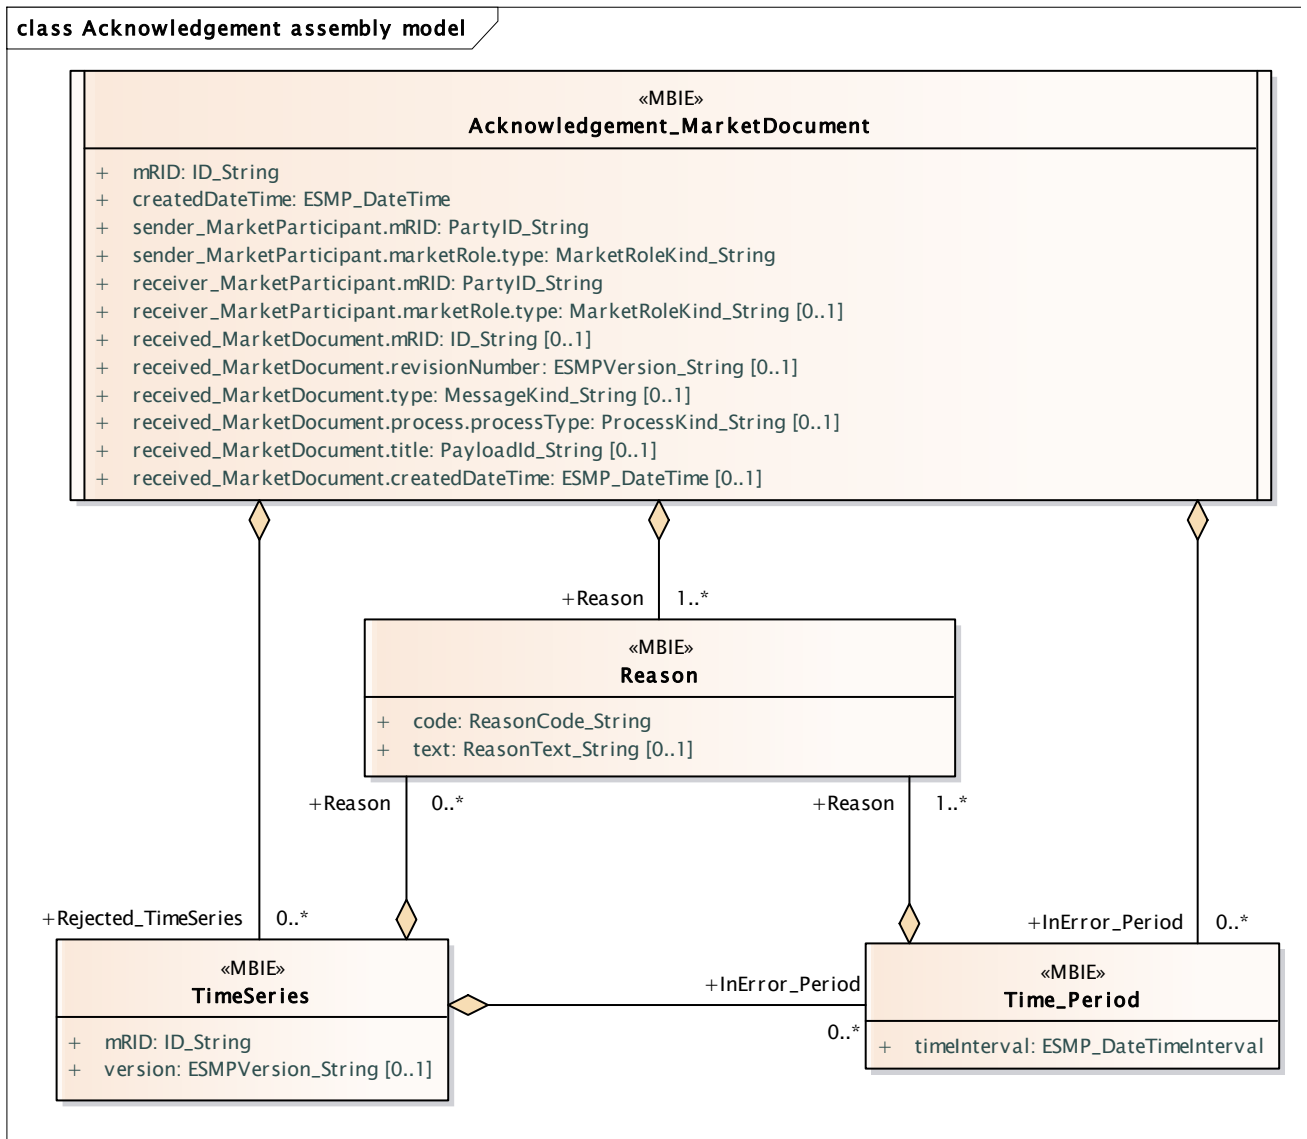 class Acknowledgement assembly model
«MBIE»
Acknowledgement_MarketDocument
+ mRID: ID_String
+ createdDateTime: ESMP_DateTime
+ sender_MarketParticipant.mRID: PartyID_String
+ sender_MarketParticipant.marketRole.type: MarketRoleKind_String
+ receiver_MarketParticipant.mRID: PartyID_String
+ receiver_MarketParticipant.marketRole.type: MarketRoleKind_String [0..1]
+ received_MarketDocument.mRID: ID_String [0..1]
+ received_MarketDocument.revisionNumber: ESMPVersion_String [0..1]
+ received_MarketDocument.type: MessageKind_String [0..1]
+ received_MarketDocument.process.processType: ProcessKind_String [0..1]
+ received_MarketDocument.title: PayloadId_String [0..1]
+ received_MarketDocument.createdDateTime: ESMP_DateTime [0..1]
+Reason 1..*
«MBIE»
Reason
+ code: ReasonCode_String
+ text: ReasonText_String [0..1]
+Reason 0..*
+Reason 1..*
+Rejected_TimeSeries 0..*
+InError_Period 0..*
«MBIE»
TimeSeries
+ mRID: ID_String
+ version: ESMPVersion_String [0..1]
+InError_Period
0..*
«MBIE»
Time_Period
+ timeInterval: ESMP_DateTimeInterval